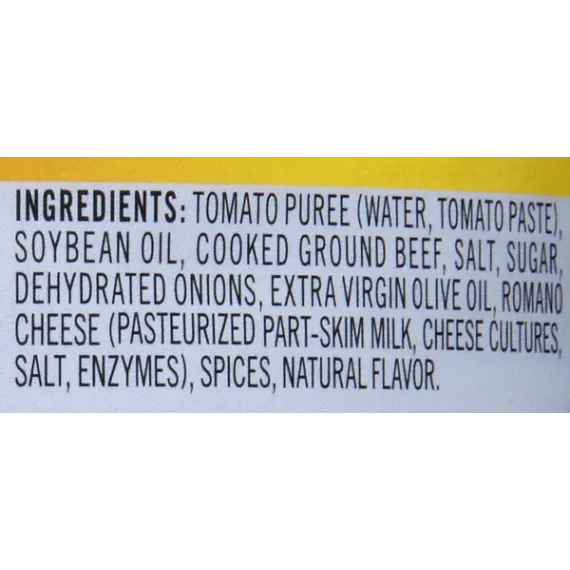 INGREDIENTS: TOMATO PUREE (WATER, TOMATO PASTE),
SOYBEAN OIL, COOKED GROUND BEEF, SALT, SUGAR,
DEHYDRATED ONIONS, EXTRA VIRGIN OLIVE OIL, ROMANO
CHEESE (PASTEURIZED PART-SKIM MILK, CHEESE CULTURES,
SALT, ENZYMES), SPICES, NATURAL FLAVOR.